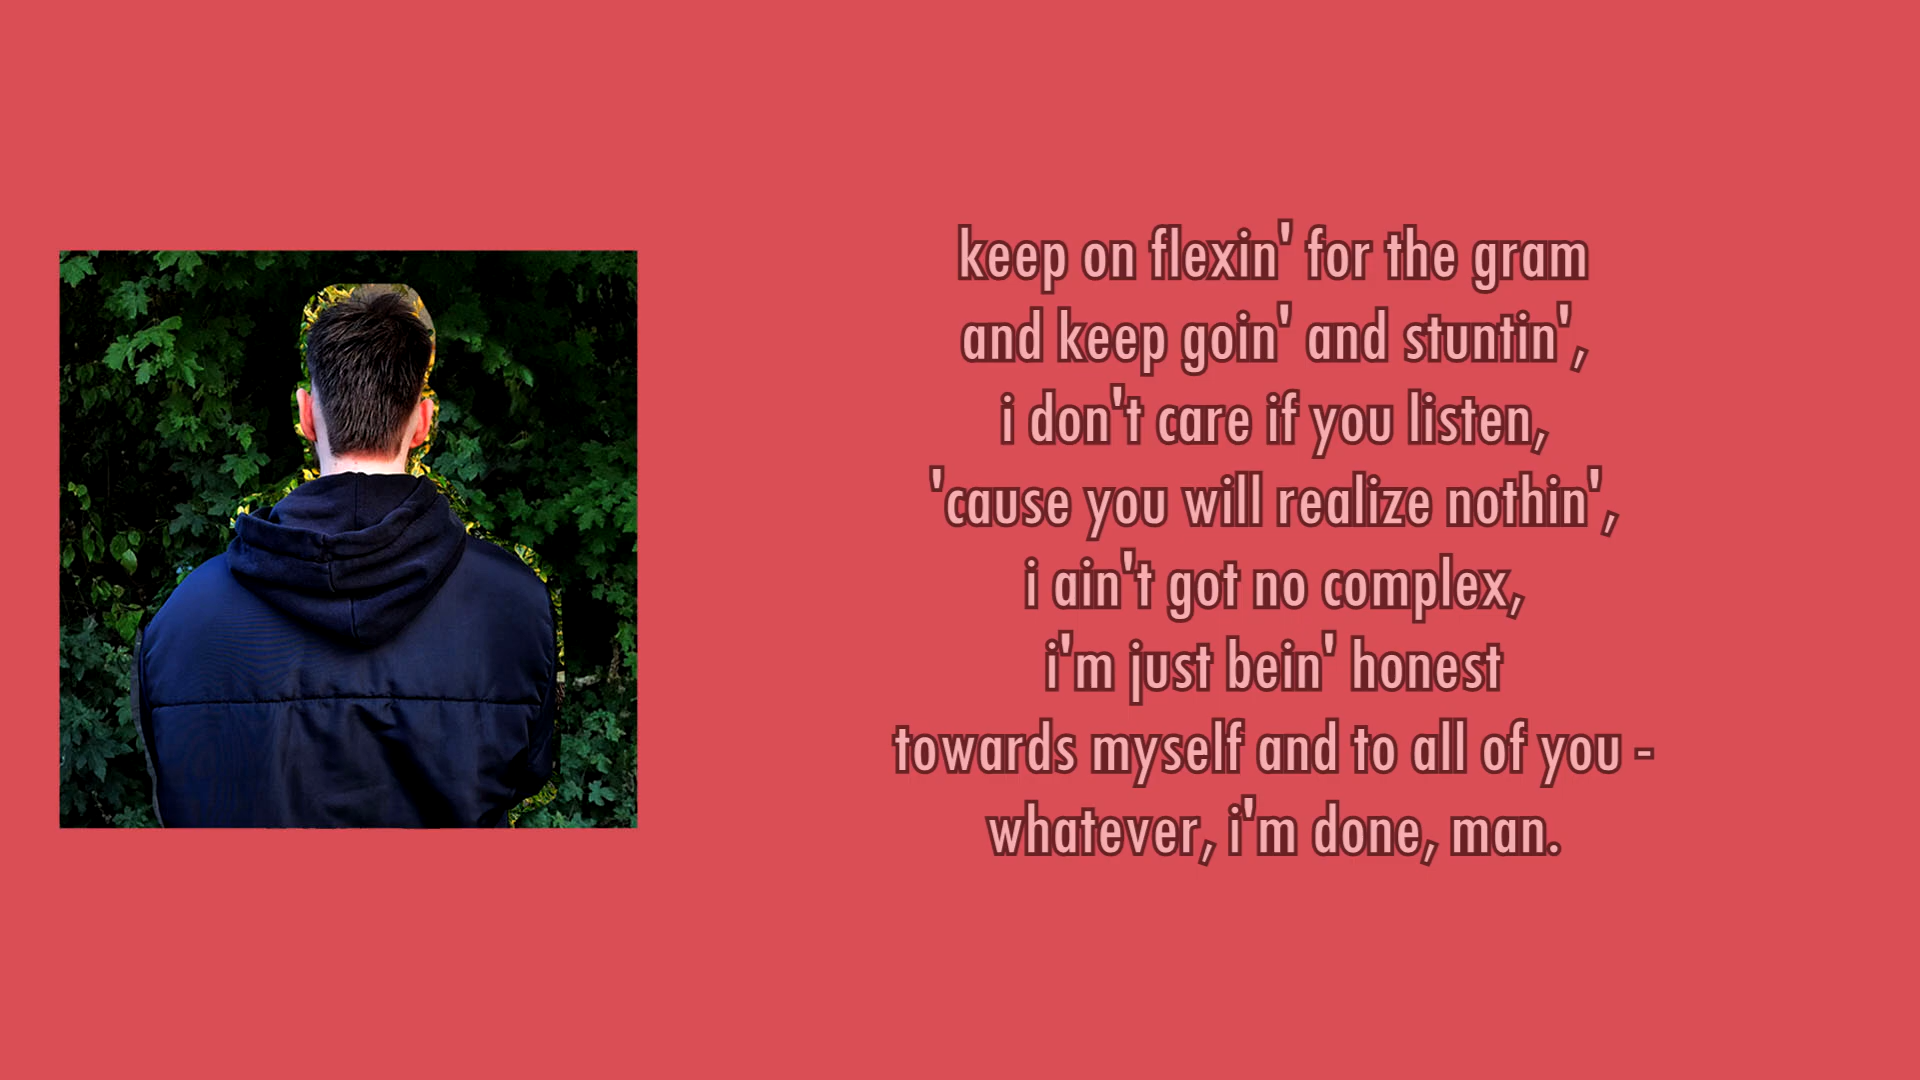 keep on flexin' for the gram
and keep goin' and stuntin',
i don't care if you listen,
'cause you will realize nothin',
i ain't got no complex,
i'm just bein' honest
towards myself and to all of you -
whatever, i'm done, man.